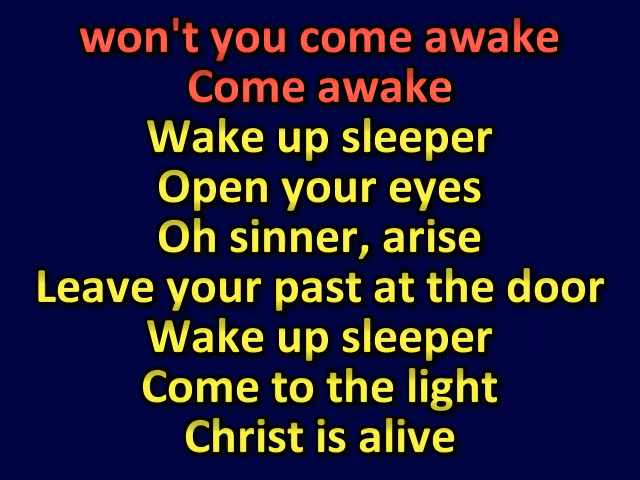 won't you come awake
Come awake
Wake up sleeper
Open your eyes
Oh sinner, arise
Leave your past at the door
Wake up sleeper
Come to the light
Christ is alive